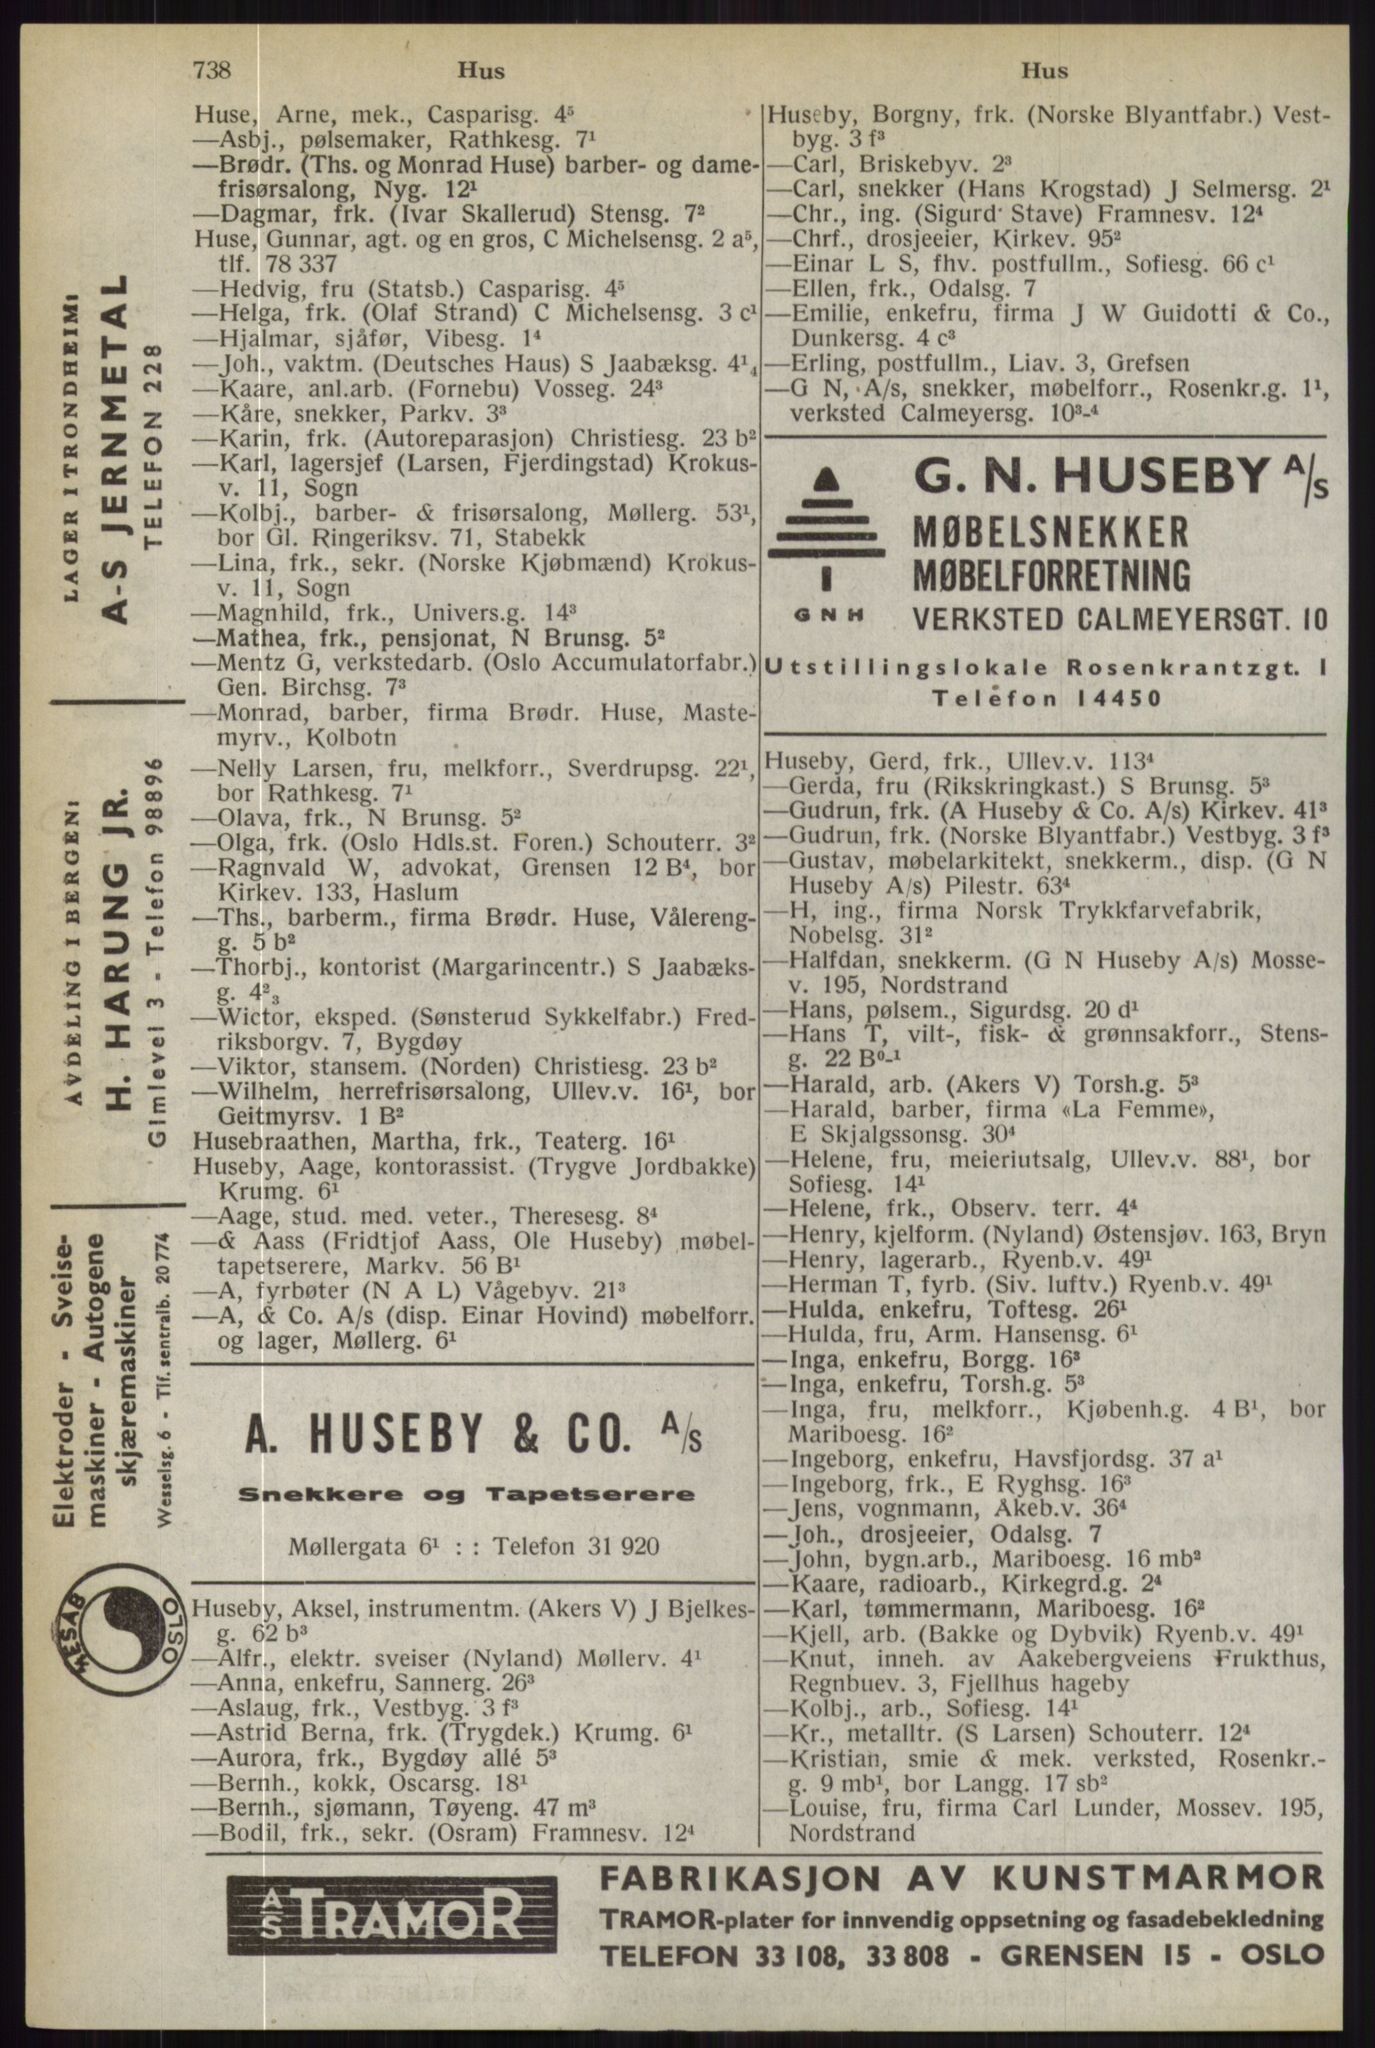 738 Hus Hus
Huse, Arne, mek., Casparisg. 4⁵
—Asbj., pølsemaker, Rathkesg. 7¹
—Brødr. (Ths. og Monrad Huse) barber- og dame-
frisørsalong, Nyg. 12¹
—Dagmar, frk. (Ivar Skallerud) Stensg. 7²
Huse, Gunnar, agt. og en gros, C Michelsensg. 2 a⁵,
tlf. 78 337
—Hedvig, fru (Statsb.) Casparisg. 4⁵
—Helga, frk. (Olaf Strand) C Michelsensg. 3 c¹
—Hjalmar, sjåfør, Vibesg. 1⁴
—Joh., vaktm. (Deutsches Haus) S Jaabæksg. 4¹₄
—Kaare, anl.arb. (Fornebu) Vosseg. 24³
—Kåre, snekker, Parkv. 3³
—Karin, frk. (Autoreparasjon) Christiesg. 23 b²
—Karl, lagersjef (Larsen, Fjerdingstad) Krokus-
v. 11, Sogn
—Kolbj., barber- & frisørsalong, Møllerg. 53¹,
bor Gl. Ringeriksv. 71, Stabekk
—Lina, frk., sekr. (Norske Kjøbmænd) Krokus-
v. 11, Sogn
—Magnhild, frk., Univers.g. 14³
—Mathea, frk., pensjonat, N Brunsg. 5²
—Mentz G, verkstedarb. (Oslo Accumulatorfabr.)
Gen. Birchsg. 7³
—Monrad, barber, firma Brødr. Huse, Maste-
myrv., Kolbotn
—Nelly Larsen, fru, melkforr., Sverdrupsg. 22¹,
bor Rathkesg. 7¹
—Olava, frk., N Brunsg. 5²
—Olga, frk. (Oslo Hdls.st. Foren.) Schouterr. 3²
—Ragnvald W, advokat, Grensen 12 B⁴, bor
Kirkev. 133, Haslum
—Ths., barberm., firma Brødr. Huse, Vålereng-
g. 5 b²
—Thorbj., kontorist (Margarincentr.) S Jaabæks-
g. 4²₃
—Wictor, eksped. (Sønsterud Sykkelfabr.) Fred-
riksborgv. 7, Bygdøy
—Viktor, stansem. (Norden) Christiesg. 23 b²
—Wilhelm, herrefrisørsalong, Ullev.v. 16¹, bor
Geitmyrsv. 1 B²
Husebraathen, Martha, frk., Teaterg. 16¹
Huseby, Aage, kontorassist. (Trygve Jordbakke)
Krumg. 6¹
—Aage, stud. med. veter., Theresesg. 8⁴
—& Aass (Fridtjof Aass, Ole Huseby) møbel-
tapetserere, Markv. 56 B¹
—A, fyrbøter (N A L) Vågebyv. 21³
—A, & Co. A/s (disp. Einar Hovind) møbelforr.
og lager, Møllerg. 6¹
A. HUSEBY & CO. A/s
Snekkere og Tapetserere
Møllergata 6¹ : : Telefon 31 920
Huseby, Aksel, instrumentm. (Akers V) J Bjelkes-
g. 62 b³
—Alfr., elektr. sveiser (Nyland) Møllerv. 4¹
—Anna, enkefru, Sannerg. 26³
—Aslaug, frk., Vestbyg. 3 f³
—Astrid Berna, frk. (Trygdek.) Krumg. 6¹
—Aurora, frk., Bygdøy allé 5³
—Bernh., kokk, Oscarsg. 18¹
—Bernh., sjømann, Tøyeng. 47 m³
—Bodil, frk., sekr. (Osram) Framnesv. 12⁴
Huseby, Borgny, frk. (Norske Blyantfabr.) Vest-
byg. 3 f³
—Carl, Briskebyv. 2³
—Carl, snekker (Hans Krogstad) J Selmersg. 2¹
—Chr., ing. (Sigurd Stave) Framnesv. 12⁴
—Chrf., drosjeeier, Kirkev. 95²
—Einar L S, fhv. postfullm., Sofiesg. 66 c¹
—Ellen, frk., Odalsg. 7
—Emilie, enkefru, firma J W Guidotti & Co.,
Dunkersg. 4 c³
—Erling, postfullm., Liav. 3, Grefsen
—G N, A/s, snekker, møbelforr., Rosenkr.g. 1¹,
verksted Calmeyersg. 10³-⁴
G. N. HUSEBY A/s
MØBELSNEKKER
MØBELFORRETNING
GNH VERKSTED CALMEYERSGT. 10
Utstillingslokale Rosenkrantzgt. 1
Telefon 14450
Huseby, Gerd, frk., Ullev.v. 113⁴
—Gerda, fru (Rikskringkast.) S Brunsg. 5³
—Gudrun, frk. (A Huseby & Co. A/s) Kirkev. 41³
—Gudrun, frk. (Norske Blyantfabr.) Vestbyg. 3 f³
—Gustav, møbelarkitekt, snekkerm., disp. (G N
Huseby A/s) Pilestr. 63⁴
—H, ing., firma Norsk Trykkfarvefabrik,
Nobelsg. 31²
—Halfdan, snekkerm. (G N Huseby A/s) Mosse-
v. 195, Nordstrand
—Hans, pølsem., Sigurdsg. 20 d¹
—Hans T, vilt-, fisk- & grønnsakforr., Stens-
g. 22 B⁰-¹
—Harald, arb. (Akers V) Torsh.g. 5³
—Harald, barber, firma «La Femme»,
E Skjalgssonsg. 30⁴
—Helene, fru, meieriutsalg, Ullev.v. 88¹, bor
Sofiesg. 14¹
—Helene, frk., Observ. terr. 4⁴
—Henry, kjelform. (Nyland) Østensjøv. 163, Bryn
—Henry, lagerarb., Ryenb.v. 49¹
—Herman T, fyrb. (Siv. luftv.) Ryenb.v. 49¹
—Hulda, enkefru, Toftesg. 26¹
—Hulda, fru, Arm. Hansensg. 6¹
—Inga, enkefru, Borgg. 16³
—Inga, enkefru, Torsh.g. 5³
—Inga, fru, melkforr., Kjøbenh.g. 4 B¹, bor
Mariboesg. 16²
—Ingeborg, enkefru, Havsfjordsg. 37 a¹
—Ingeborg, frk., E Ryghsg. 16³
—Jens, vognmann, Åkeb.v. 36⁴
—Joh., drosjeeier, Odalsg. 7
—John, bygn.arb., Mariboesg. 16 mb²
—Kaare, radioarb., Kirkegrd.g. 2⁴
—Karl, tømmermann, Mariboesg. 16²
—Kjell, arb. (Bakke og Dybvik) Ryenb.v. 49¹
—Knut, inneh. av Aakebergveiens Frukthus,
Regnbuev. 3, Fjellhus hageby
—Kolbj., arb., Sofiesg. 14¹
—Kr., metalltr. (S Larsen) Schouterr. 12⁴
—Kristian, smie & mek. verksted, Rosenkr.-
g. 9 mb¹, bor Langg. 17 sb²
—Louise, fru, firma Carl Lunder, Mossev. 195,
Nordstrand
LAGER I TRONDHEIM:
A-S JERNMETAL
TELEFON 228
AVDELING I BERGEN:
H. HARUNG JR.
Gimlevei 3 - Telefon 98896
Elektroder - Sveise-
maskiner - Autogene
skjæremaskiner
Wesselsg. 6 - Tlf. sentralb. 20 774
WESAB OSLO
A/S TRAMOR
FABRIKASJON AV KUNSTMARMOR
TRAMOR-plater for innvendig oppsetning og fasadebekledning
TELEFON 33 108, 33 808 - GRENSEN 15 - OSLO